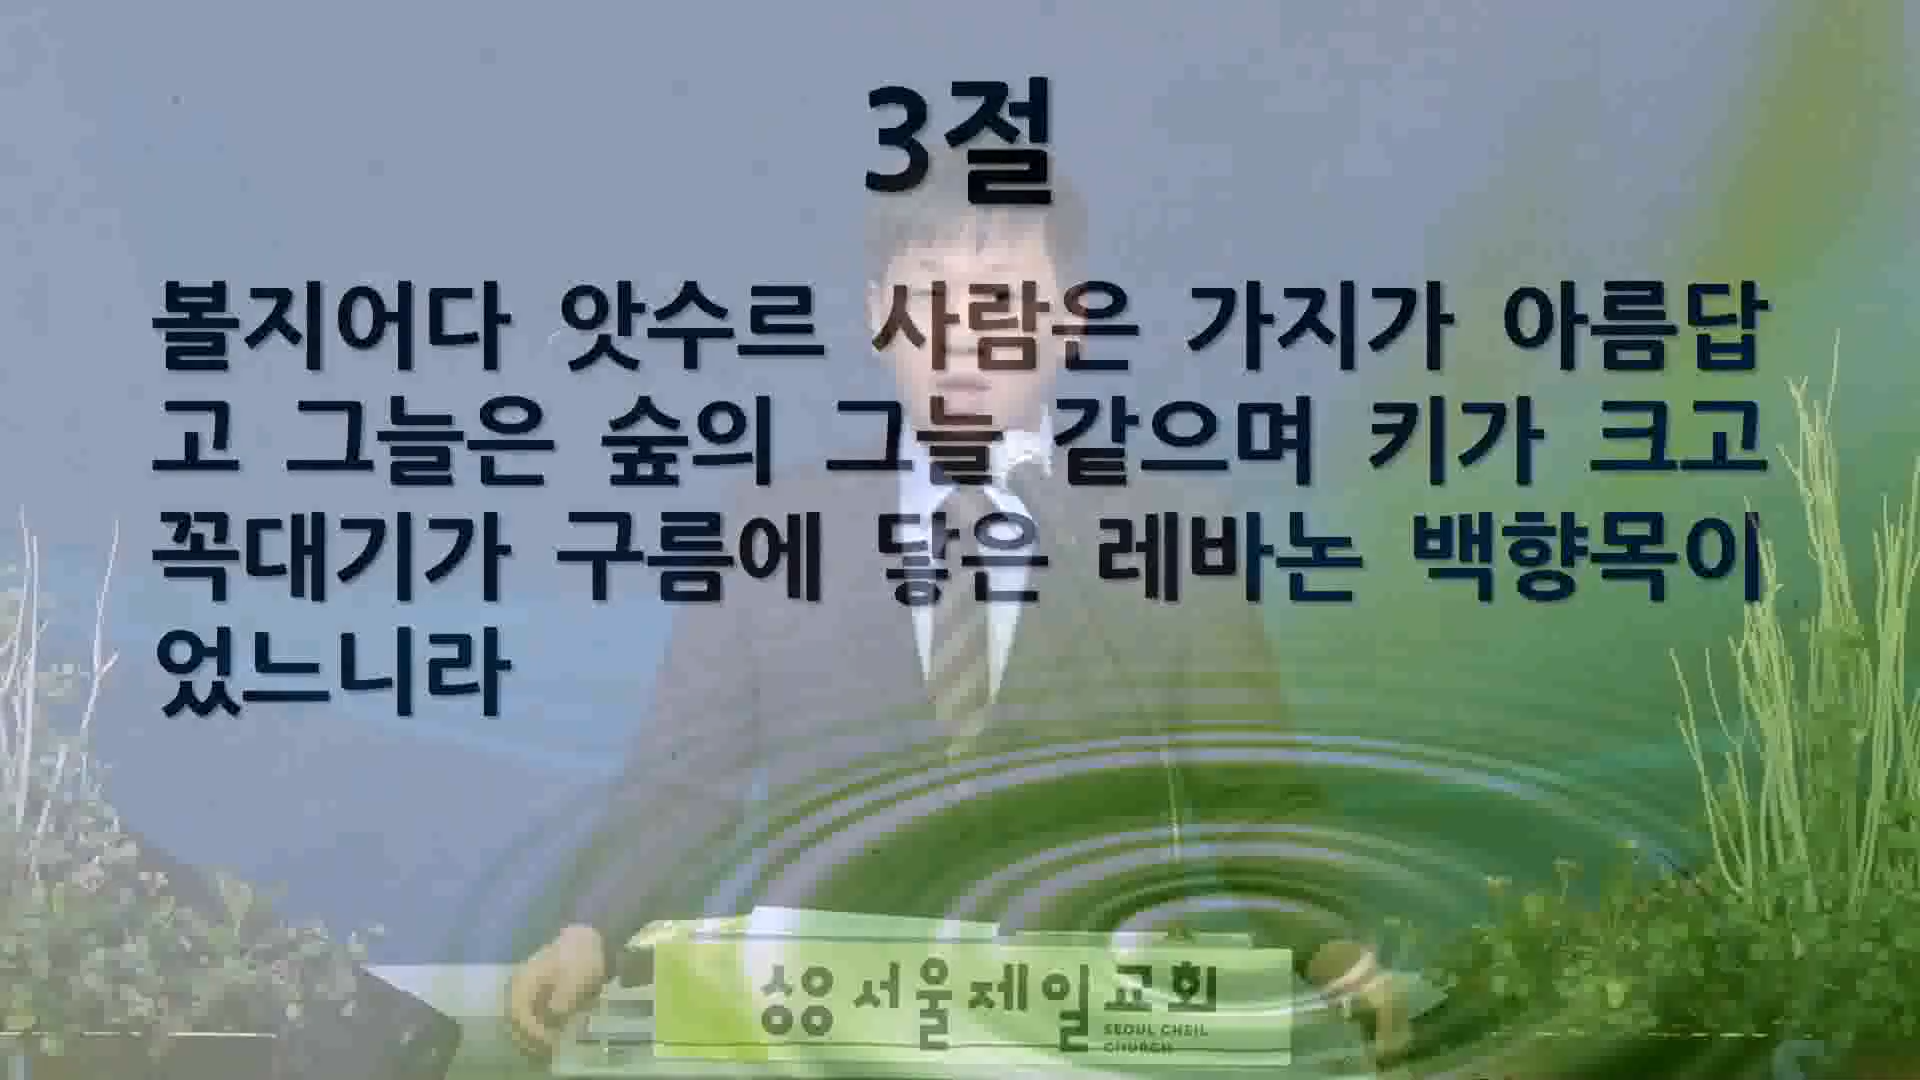 3절
볼지어다 앗수르 사람은 가지가 아름답
고 그늘은 숲의 그늘 같으며 키가 크고
꼭대기가 구름에 닿은 레바논 백향목이
었느니라
서울제일교회
SEOUL CHEIL
CHURCH